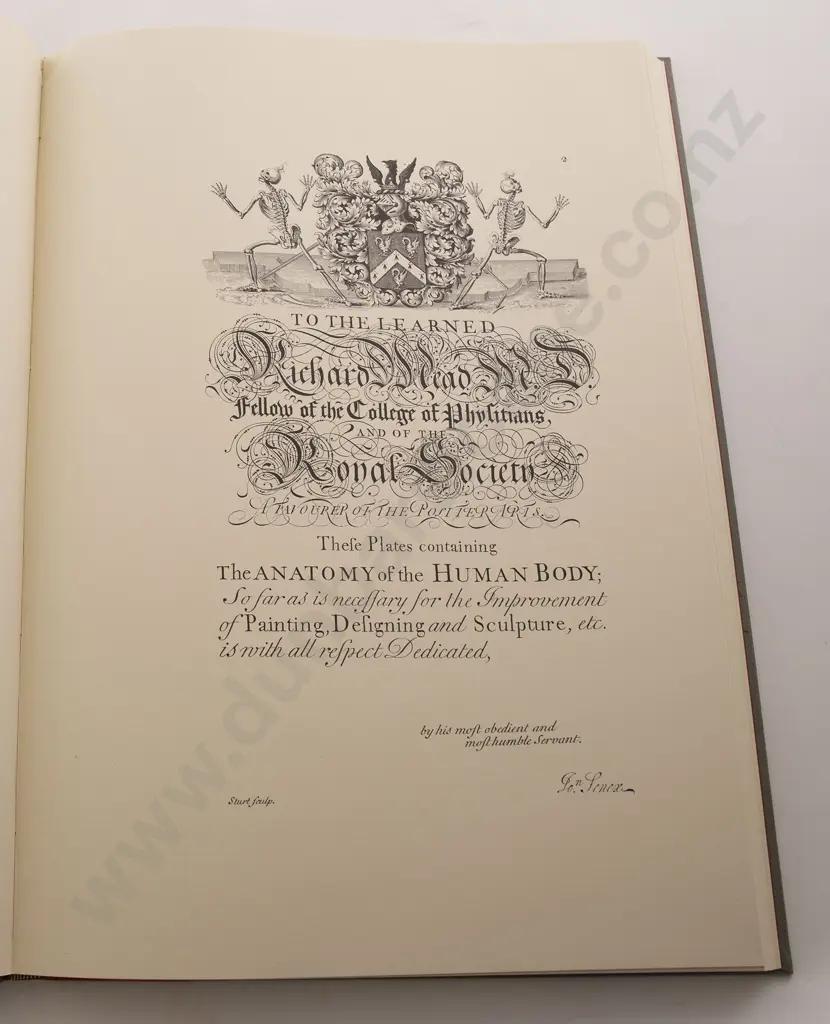 2
TO THE LEARNED
Richard Mead M.D.
Fellow of the College of Phyſitians,
AND OF THE
Royal Society
A FAVOURER OF THE POLITER ARTS.
Theſe Plates containing
The ANATOMY of the HUMAN BODY;
So far as is neceſſary for the Improvement
of Painting, Deſigning and Sculpture, etc.
is with all reſpect Dedicated,
by his moſt obedient and
moſt humble Servant.
Jo.n Senex
Sturt ſculp.